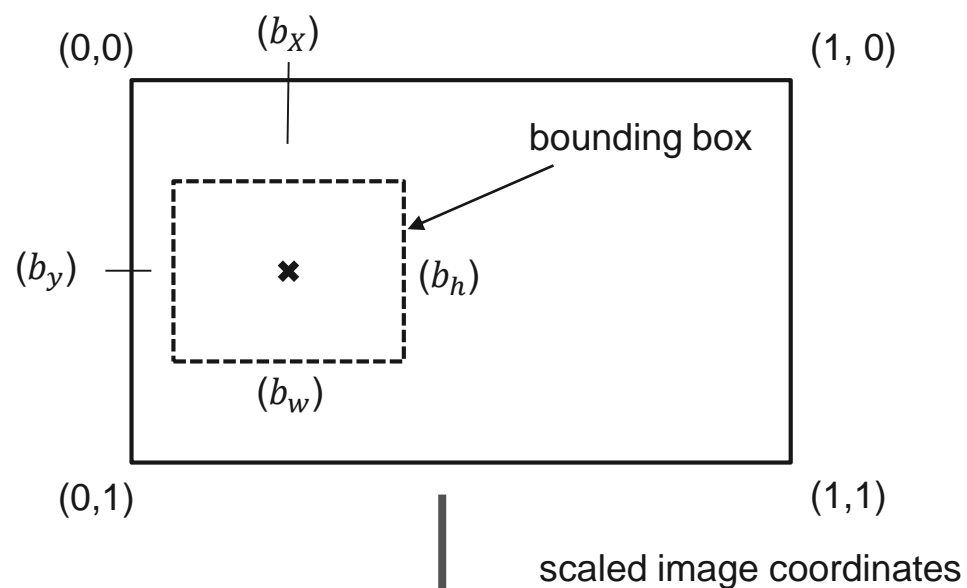 (b_X)
(0,0)
(1, 0)
bounding box
(b_y)
(b_h)
(b_w)
(0,1)
(1,1)
scaled image coordinates